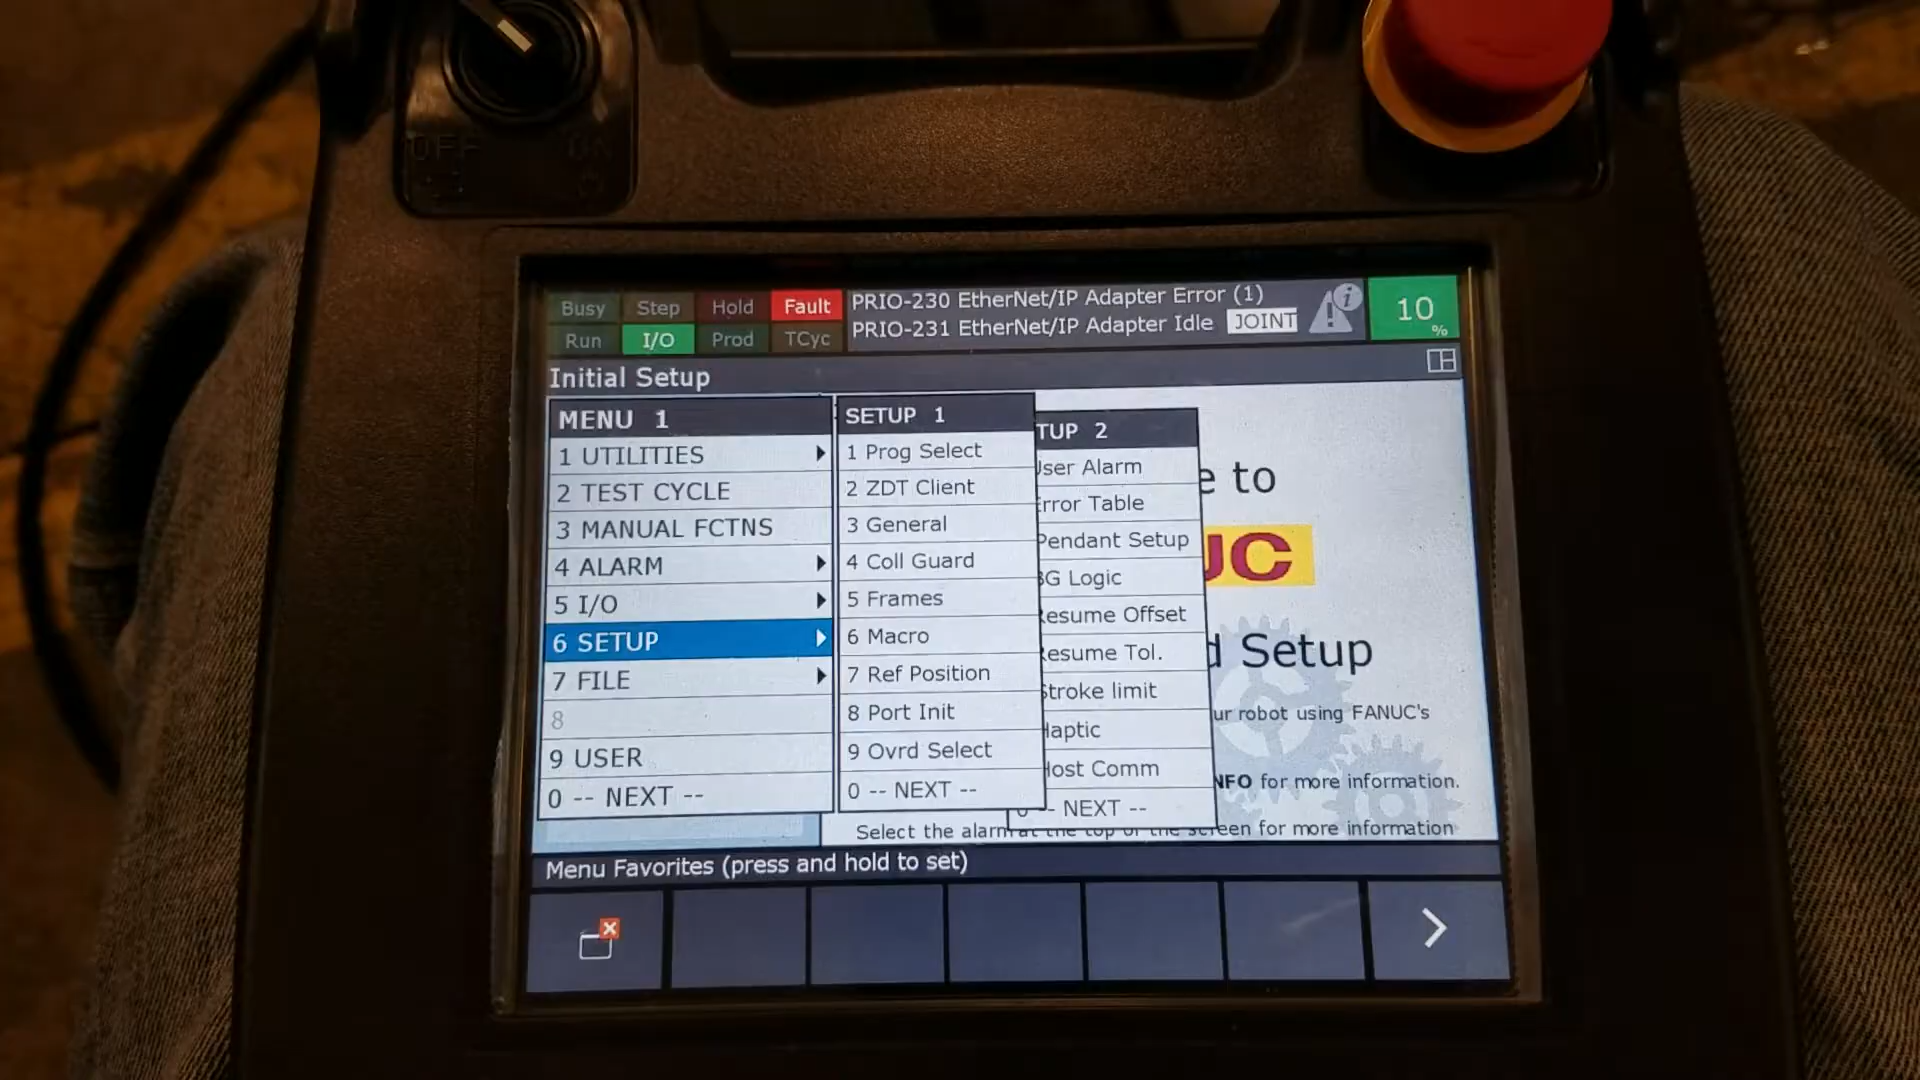 OFF ON
Busy Step Hold Fault
Run I/O Prod TCyc
PRIO-230 EtherNet/IP Adapter Error (1)
PRIO-231 EtherNet/IP Adapter Idle JOINT
10 %
Initial Setup
MENU 1
1 UTILITIES
2 TEST CYCLE
3 MANUAL FCTNS
4 ALARM
5 I/O
6 SETUP
7 FILE
8
9 USER
0 -- NEXT --
SETUP 1
1 Prog Select
2 ZDT Client
3 General
4 Coll Guard
5 Frames
6 Macro
7 Ref Position
8 Port Init
9 Ovrd Select
0 -- NEXT --
TUP 2
User Alarm
Error Table
Pendant Setup
BG Logic
Resume Offset
Resume Tol.
Stroke limit
Haptic
Host Comm
0 -- NEXT --
e to
UC
d Setup
ur robot using FANUC's
NFO for more information.
Select the alarm at the top of the screen for more information
Menu Favorites (press and hold to set)